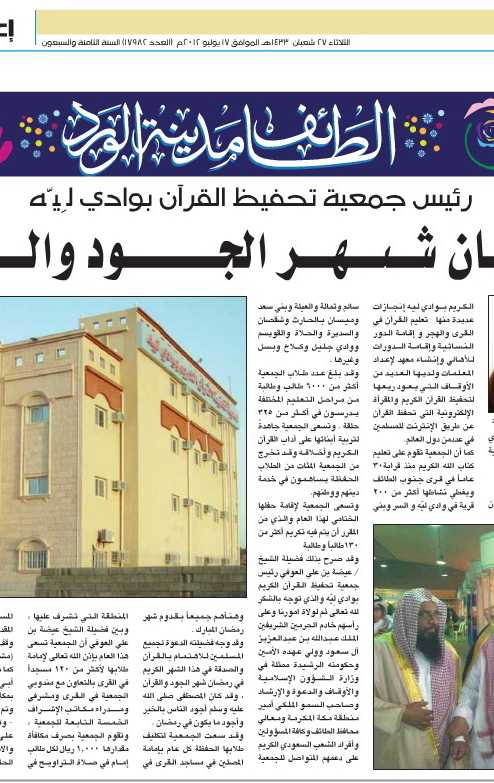 إع
الثلاثاء ٢٧ شعبان ١٤٣٣هـ الموافق ١٧ يوليو ٢٠١٢م (العدد ١٧٩٨٢) السنة الثامنة والسبعون
الطائف مدينة الورد
رئيس جمعية تحفيظ القرآن بوادي ليه
ان شهر الجود وال
الكريم بوادي ليه إنجازات
عديدة منها تعليم القرآن في
القرى والهجر و إقامة الدور
النسائية وإقامة الدورات
للأهالي وإنشاء معهد لإعداد
المعلمات ولديها العديد من
الأوقاف التي يعود ريعها
لتحفيظ القرآن الكريم والمقرأة
الإلكترونية التي تحفظ القرآن
عن طريق الإنترنت للمسلمين
في عدد من دول العالم.
كما أن الجمعية تقوم على تعليم
كتاب الله الكريم منذ قرابة ٣٠
عاماً في قرى جنوب الطائف
ويغطي نشاطها أكثر من ٢٠٠
قرية في وادي ليّه و السر وبني
سالم وثمالة والعبلة وبني سعد
وميسان بالحارث وشقصان
والسديرة والحلاة والقويسم
ووادي جليل وكلاخ وبسل
وغيرها .
وقد بلغ عدد طلاب الجمعية
أكثر من ٦٠٠٠ طالب وطالبة
من مراحل التعليم المختلفة
يدرسون في أكثر من ٣٢٥
حلقة . وتسعى الجمعية جاهدة
لتربية أبنائها على آداب القرآن
الكريم وأخلاقه وقد تخرج
من الجمعية المئات من الطلاب
الحفظة يساهمون في خدمة
دينهم ووطنهم.
وتسعى الجمعية لإقامة حفلها
الختامي لهذا العام والذي من
المقرر أن يتم فيه تكريم أكثر من
١٣٠ طالباً وطالبة
وقد صرح بذلك فضيلة الشيخ
/ عيضة بن علي العوفي رئيس
جمعية تحفيظ القرآن الكريم
بوادي ليّه والذي توجه بالشكر
لله تعالى ثم لولاة أمورنا وعلى
رأسهم خادم الحرمين الشريفين
الملك عبدالله بن عبدالعزيز
آل سعود وولي عهده الأمين
وحكومته الرشيدة ممثلة في
وزارة الشؤون الإسلامية
والأوقاف والدعوة والإرشاد
وصاحب السمو الملكي أمير
منطقة مكة المكرمة ومعالي
محافظ الطائف وكافة المسؤولين
وأفراد الشعب السعودي الكريم
على دعمهم المتواصل للجمعية
وهنأهم جميعاً بقدوم شهر
رمضان المبارك .
وقد وجه فضيلته الدعوة لجميع
المسلمين للاهتمام بالقرآن
والصدقة في هذا الشهر الكريم
في رمضان شهر الجود والقرآن
، وقد كان المصطفى صلى الله
عليه وسلم أجود الناس بالخير
وأجود ما يكون في رمضان .
وقد سعت الجمعية لتكليف
طلابها الحفظة كل عام بإمامة
المصلين في مساجد القرى في
المنطقة التي تشرف عليها ،
وبين فضيلة الشيخ عيضة بن
علي العوفي أن الجمعية تسعى
هذا العام بإذن الله تعالى لإمامة
طلابها لأكثر من ١٢٠ مسجداً
في القرى بالتعاون مع مندوبي
الجمعية في القرى ومشرفي
ومدراء مكاتب الإشراف
الخمسة التابعة للجمعية ،
وتقوم الجمعية بصرف مكافأة
مقدارها ١,٠٠٠ ريال لكل طالب
إمام في صلاة التراويح في